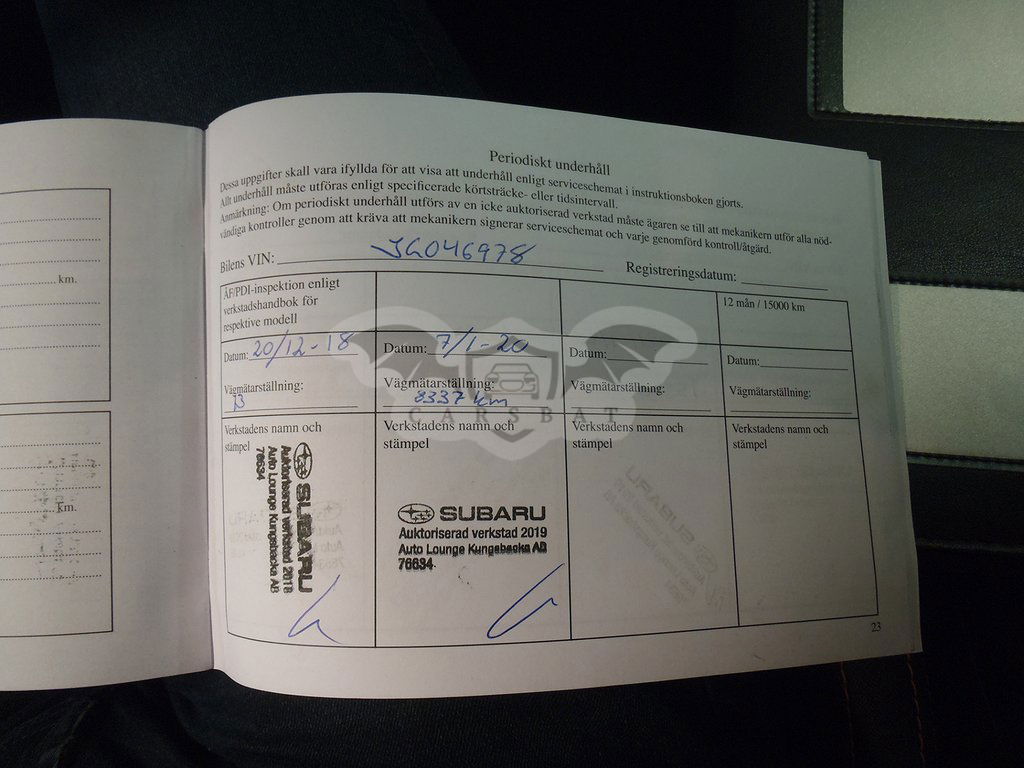 Periodiskt underhåll
Dessa uppgifter skall vara ifyllda för att visa att underhåll enligt serviceschemat i instruktionsboken gjorts.
Allt underhåll måste utföras enligt specificerade körtsträcke- eller tidsintervall.
Anmärkning: Om periodiskt underhåll utförs av en icke auktoriserad verkstad måste ägaren se till att mekanikern utför alla nöd-
vändiga kontroller genom att kräva att mekanikern signerar serviceschemat och varje genomförd kontroll/åtgärd.
Bilens VIN: JG046978 Registreringsdatum:
ÅF/PDI-inspektion enligt
verkstadshandbok för
respektive modell
12 mån / 15000 km
Datum: 20/12-18 Datum: 7/1-20 Datum: Datum:
Vägmätarställning: Vägmätarställning: Vägmätarställning: Vägmätarställning:
13 8337 km
CARSBAT
Verkstadens namn och Verkstadens namn och Verkstadens namn och Verkstadens namn och
stämpel stämpel stämpel stämpel
SUBARU
Auktoriserad verkstad 2018
Auto Lounge Kungsbacka AB
76634
SUBARU
Auktoriserad verkstad 2019
Auto Lounge Kungsbacka AB
76634
23
km.
km.